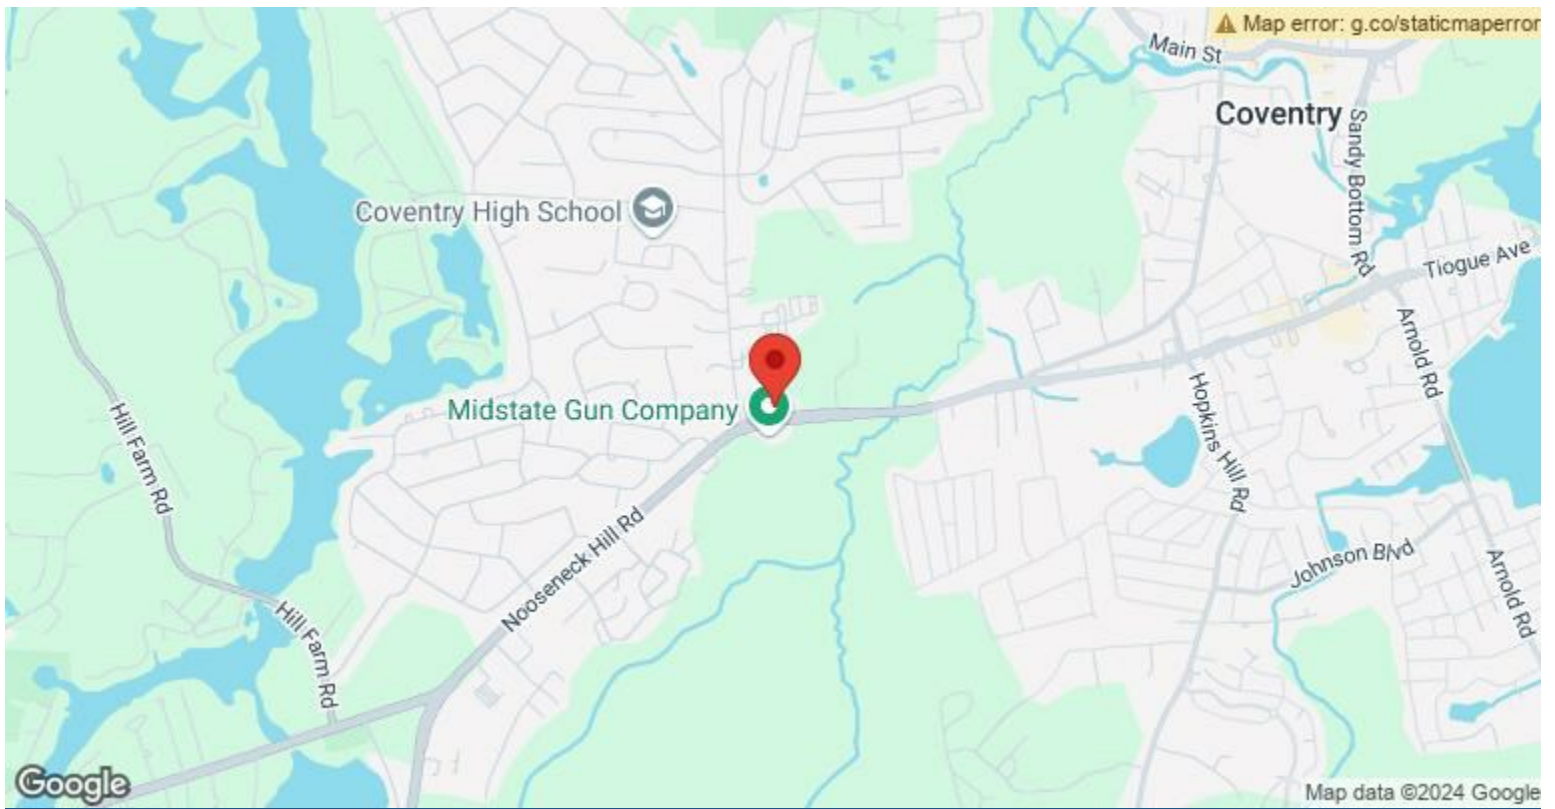 ⚠ Map error: g.co/staticmaperror
Main St
Coventry
Sandy Bottom Rd
Coventry High School
Tiogue Ave
Arnold Rd
Midstate Gun Company
Hill Farm Rd
Hopkins Hill Rd
Nooseneck Hill Rd
Johnson Blvd
Arnold Rd
Hill Farm Rd
Google
Map data ©2024 Google